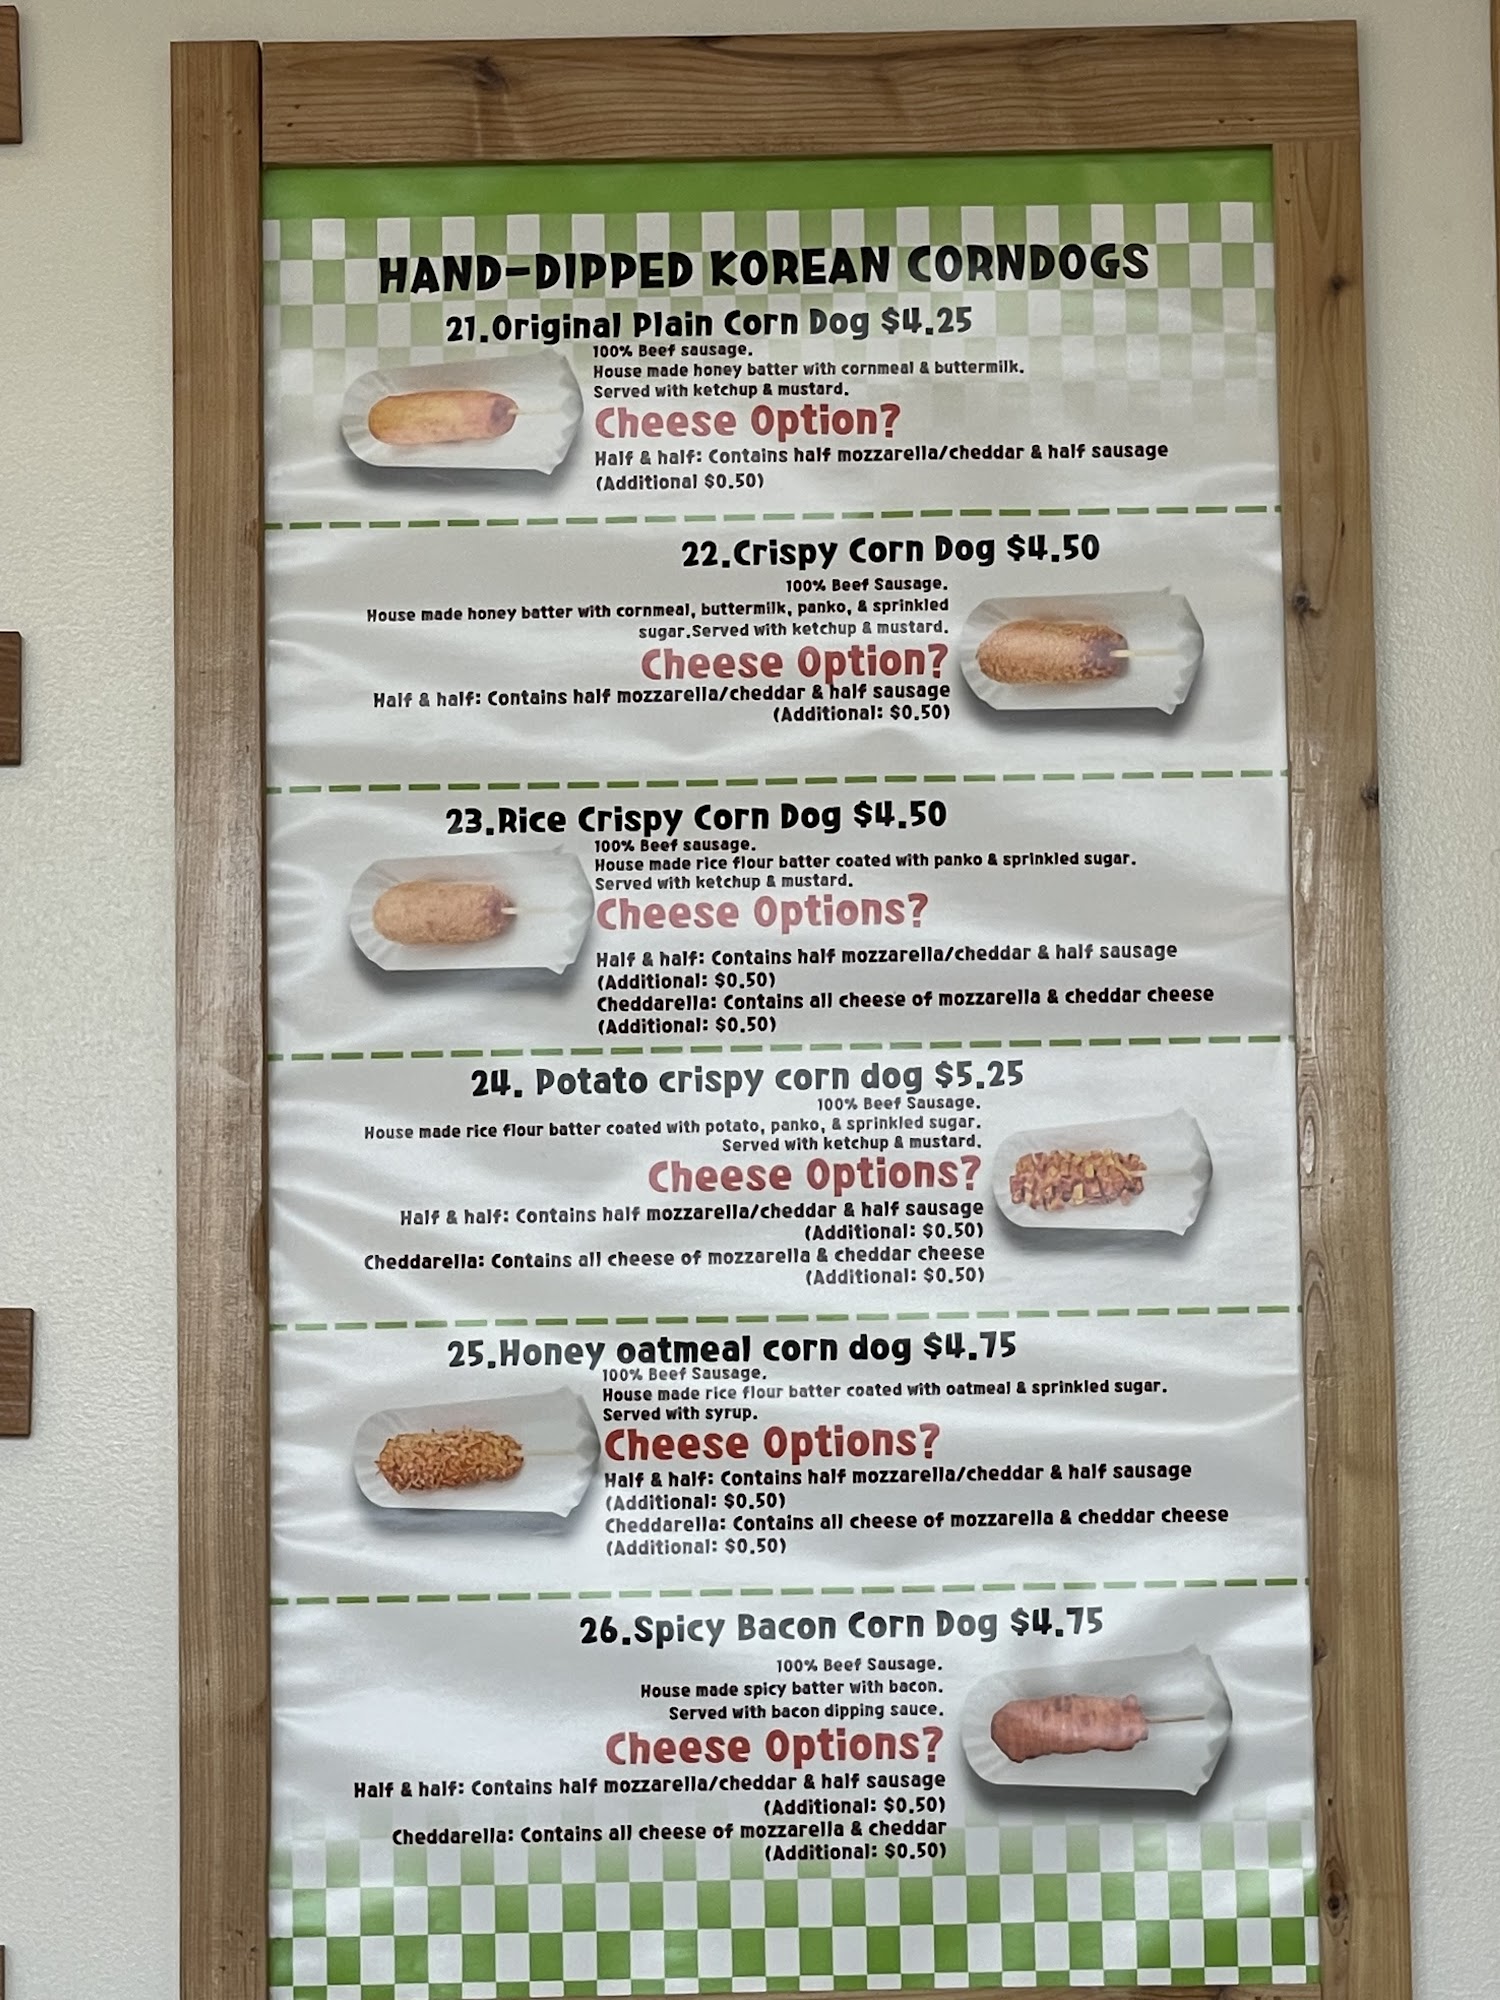 HAND-DIPPED KOREAN CORNDOGS
21.Original Plain Corn Dog $4.25
100% Beef sausage.
House made honey batter with cornmeal & buttermilk.
Served with ketchup & mustard.
Cheese Option?
Half & half: Contains half mozzarella/cheddar & half sausage
(Additional $0.50)
22.Crispy Corn Dog $4.50
100% Beef Sausage.
House made honey batter with cornmeal, buttermilk, panko, & sprinkled
sugar.Served with ketchup & mustard.
Cheese Option?
Half & half: Contains half mozzarella/cheddar & half sausage
(Additional: $0.50)
23.Rice Crispy Corn Dog $4.50
100% Beef sausage.
House made rice flour batter coated with panko & sprinkled sugar.
Served with ketchup & mustard.
Cheese Options?
Half & half: Contains half mozzarella/cheddar & half sausage
(Additional: $0.50)
Cheddarella: Contains all cheese of mozzarella & cheddar cheese
(Additional: $0.50)
24. Potato crispy corn dog $5.25
100% Beef Sausage.
House made rice flour batter coated with potato, panko, & sprinkled sugar.
Served with ketchup & mustard.
Cheese Options?
Half & half: Contains half mozzarella/cheddar & half sausage
(Additional: $0.50)
Cheddarella: Contains all cheese of mozzarella & cheddar cheese
(Additional: $0.50)
25.Honey oatmeal corn dog $4.75
100% Beef Sausage.
House made rice flour batter coated with oatmeal & sprinkled sugar.
Served with syrup.
Cheese Options?
Half & half: Contains half mozzarella/cheddar & half sausage
(Additional: $0.50)
Cheddarella: Contains all cheese of mozzarella & cheddar cheese
(Additional: $0.50)
26.Spicy Bacon Corn Dog $4.75
100% Beef Sausage.
House made spicy batter with bacon.
Served with bacon dipping sauce.
Cheese Options?
Half & half: Contains half mozzarella/cheddar & half sausage
(Additional: $0.50)
Cheddarella: Contains all cheese of mozzarella & cheddar
(Additional: $0.50)